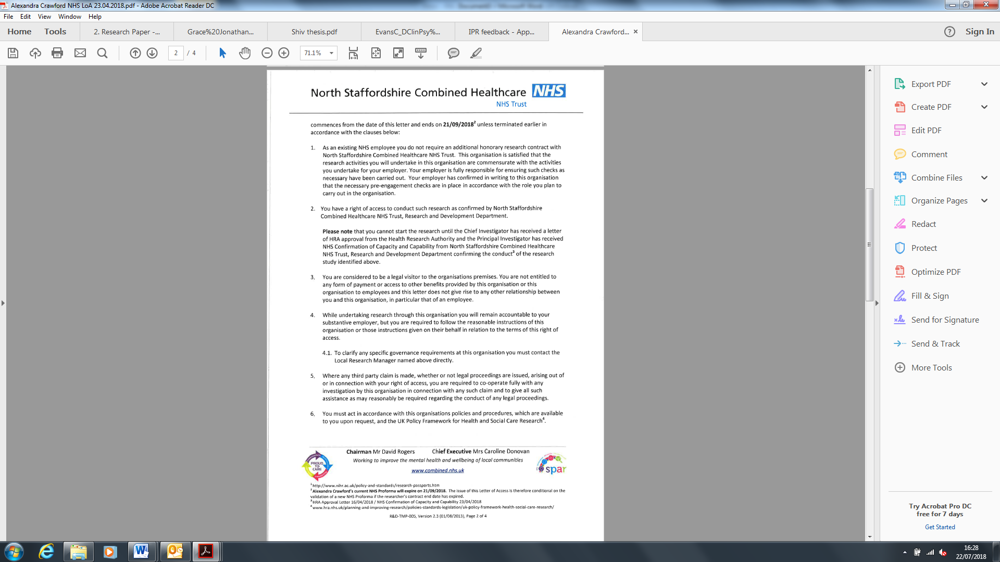 Alexandra Crawford NHS LoA 23.04.2018.pdf - Adobe Acrobat Reader DC
File Edit View Window Help
Home Tools 2. Research Paper -... Grace%20Jonathan... Shiv thesis.pdf EvansC_DClinPsy%... IPR feedback - App... Alexandra Crawford... Sign In
2 / 4 71.1%
North Staffordshire Combined Healthcare NHS
NHS Trust
commences from the date of this letter and ends on 21/09/2018² unless terminated earlier in
accordance with the clauses below:
1. As an existing NHS employee you do not require an additional honorary research contract with
North Staffordshire Combined Healthcare NHS Trust. This organisation is satisfied that the
research activities you will undertake in this organisation are commensurate with the activities
you undertake for your employer. Your employer is fully responsible for ensuring such checks as
necessary have been carried out. Your employer has confirmed in writing to this organisation
that the necessary pre-engagement checks are in place in accordance with the role you plan to
carry out in the organisation.
2. You have a right of access to conduct such research as confirmed by North Staffordshire
Combined Healthcare NHS Trust, Research and Development Department.
Please note that you cannot start the research until the Chief Investigator has received a letter
of HRA approval from the Health Research Authority and the Principal Investigator has received
NHS Confirmation of Capacity and Capability from North Staffordshire Combined Healthcare
NHS Trust, Research and Development Department confirming the conduct³ of the research
study identified above.
3. You are considered to be a legal visitor to the organisations premises. You are not entitled to
any form of payment or access to other benefits provided by this organisation or this
organisation to employees and this letter does not give rise to any other relationship between
you and this organisation, in particular that of an employee.
4. While undertaking research through this organisation you will remain accountable to your
substantive employer, but you are required to follow the reasonable instructions of this
organisation or those instructions given on their behalf in relation to the terms of this right of
access.
4.1. To clarify any specific governance requirements at this organisation you must contact the
Local Research Manager named above directly.
5. Where any third party claim is made, whether or not legal proceedings are issued, arising out of
or in connection with your right of access, you are required to co-operate fully with any
investigation by this organisation in connection with any such claim and to give all such
assistance as may reasonably be required regarding the conduct of any legal proceedings.
6. You must act in accordance with this organisations policies and procedures, which are available
to you upon request, and the UK Policy Framework for Health and Social Care Research⁴.
Chairman Mr David Rogers Chief Executive Mrs Caroline Donovan
Working to improve the mental health and wellbeing of local communities
www.combined.nhs.uk
PROUD
TO
CARE
spar
¹http://www.nihr.ac.uk/policy-and-standards/research-passports.htm
²Alexandra Crawford's current NHS Proforma will expire on 21/09/2018. The issue of this Letter of Access is therefore conditional on the
validation of a new NHS Proforma if the researcher's contract end date has expired.
³HRA Approval Letter 16/04/2018 / NHS Confirmation of Capacity and Capability 23/04/2018
⁴www.hra.nhs.uk/planning-and-improving-research/policies-standards-legislation/uk-policy-framework-health-social-care-research/
R&D-TMP-005, Version 2.3 (01/08/2013), Page 2 of 4
Export PDF
Create PDF
Edit PDF
Comment
Combine Files
Organize Pages
Redact
Protect
Optimize PDF
Fill & Sign
Send for Signature
Send & Track
More Tools
Try Acrobat Pro DC
free for 7 days
Get Started
16:28
22/07/2018